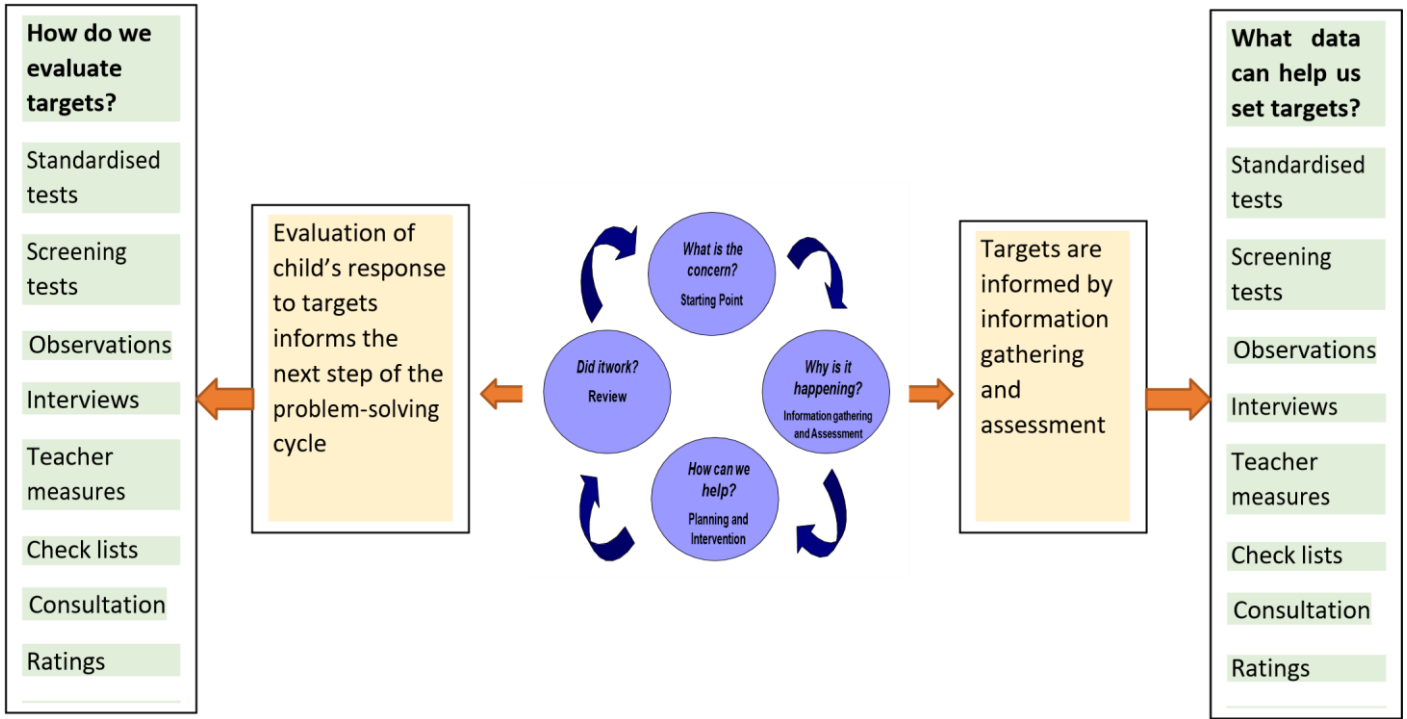 How do we
evaluate
targets?
Standardised
tests
Screening
tests
Observations
Interviews
Teacher
measures
Check lists
Consultation
Ratings
Evaluation of
child's response
to targets
informs the
next step of the
problem-solving
cycle
What is the
concern?
Starting Point
Why is it
happening?
Information gathering
and Assessment
How can we
help?
Planning and
Intervention
Did itwork?
Review
Targets are
informed by
information
gathering
and
assessment
What data
can help us
set targets?
Standardised
tests
Screening
tests
Observations
Interviews
Teacher
measures
Check lists
Consultation
Ratings